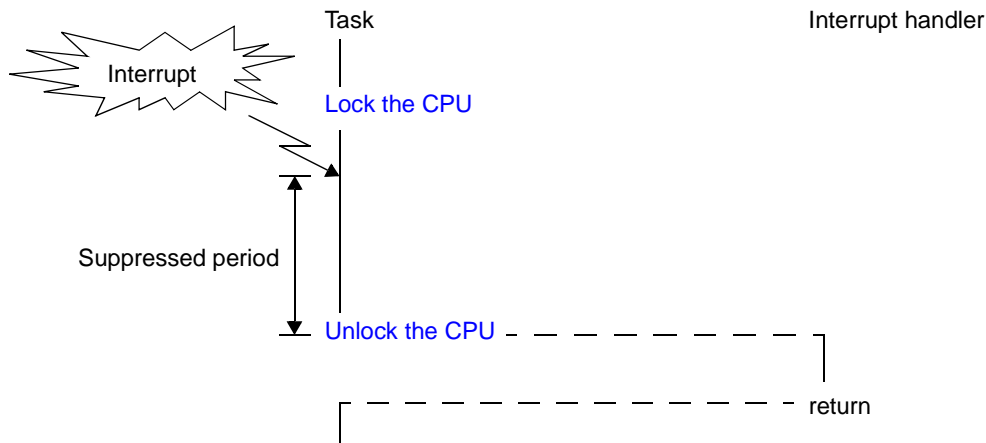 Task
Interrupt handler
Interrupt
Lock the CPU
Suppressed period
Unlock the CPU
return